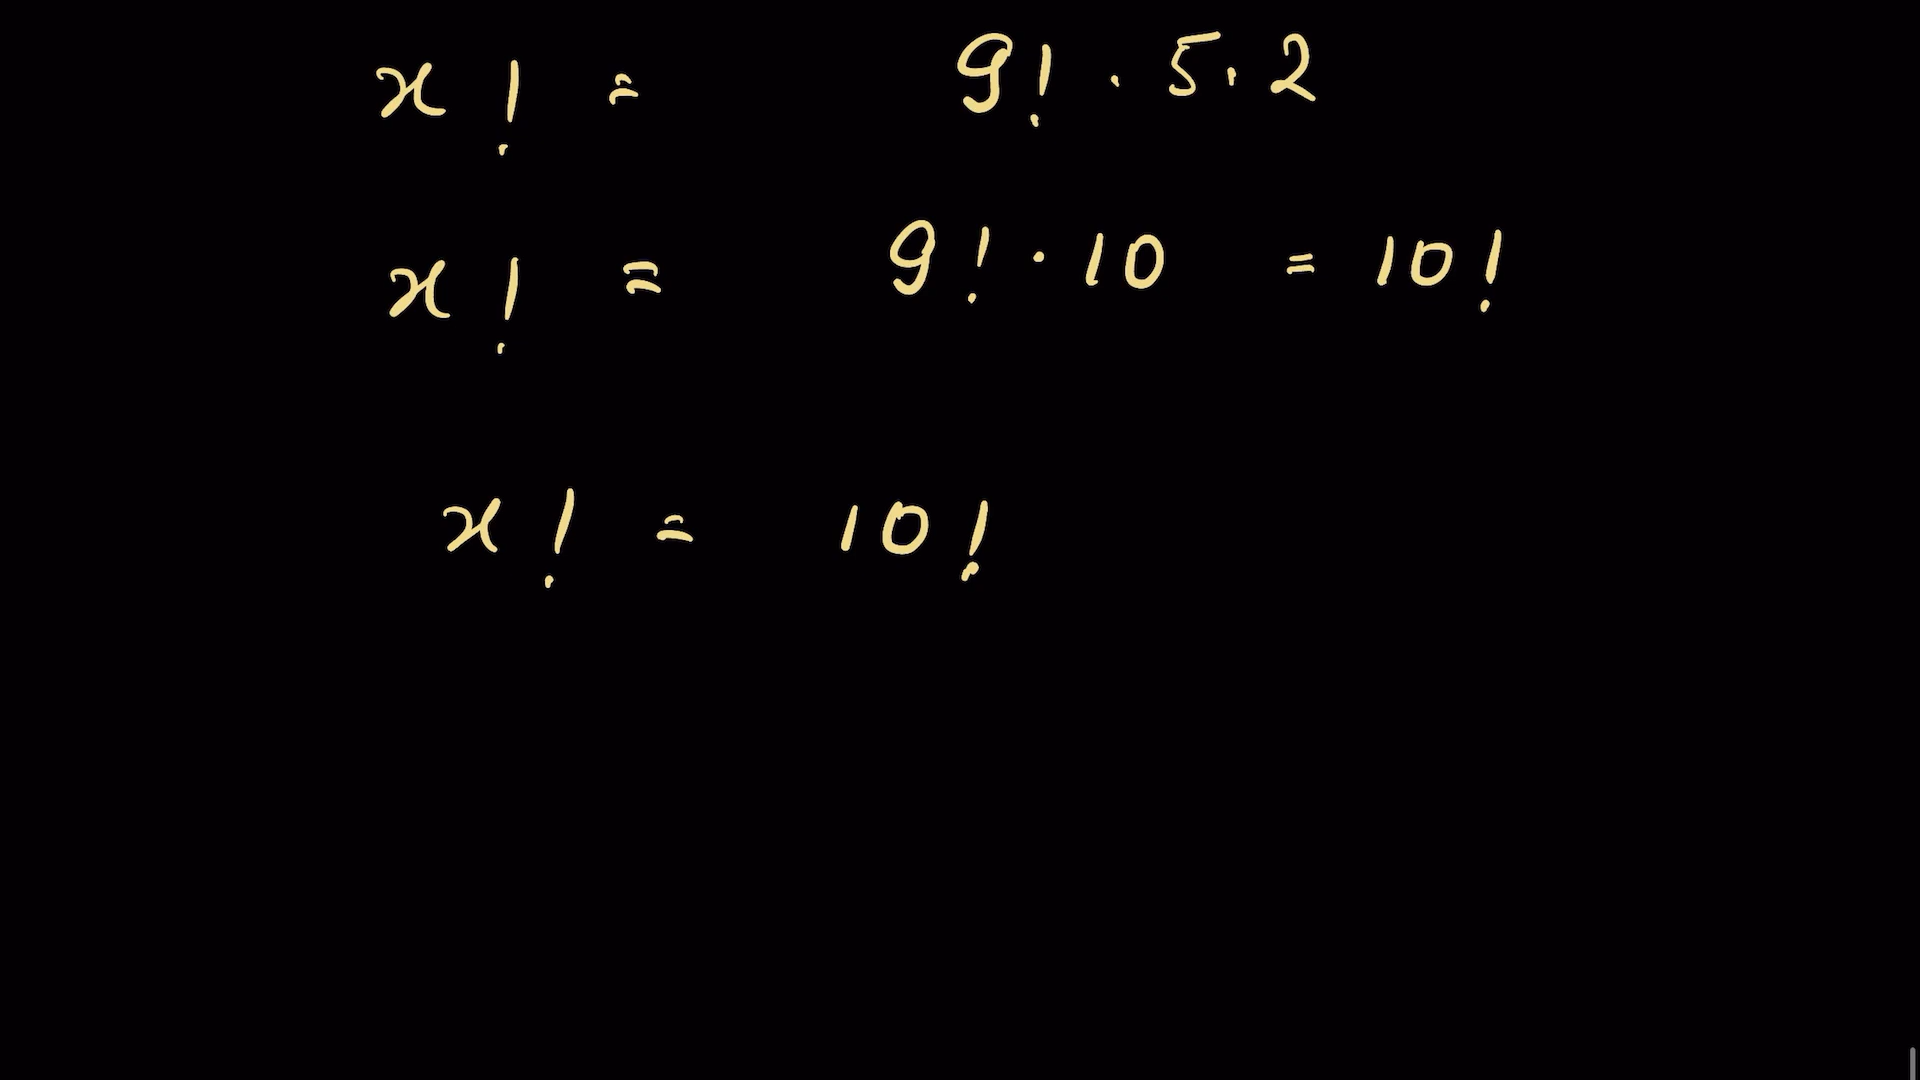 x! = 9! · 5 · 2
x! = 9! · 10 = 10!
x! = 10!